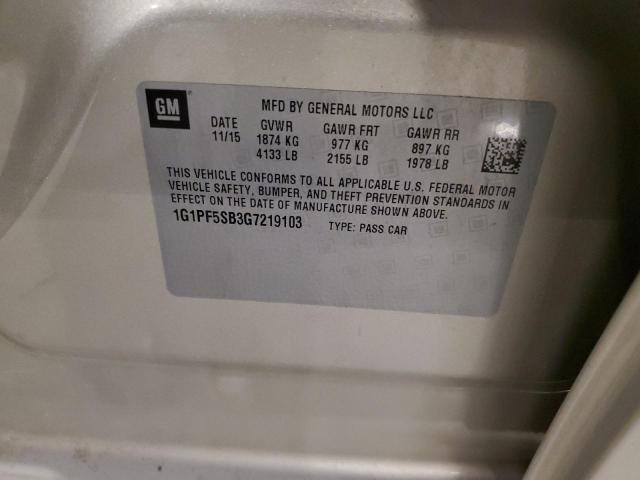 GM
MFD BY GENERAL MOTORS LLC
DATE GVWR GAWR FRT GAWR RR
11/15 1874 KG 977 KG 897 KG
4133 LB 2155 LB 1978 LB
THIS VEHICLE CONFORMS TO ALL APPLICABLE U.S. FEDERAL MOTOR
VEHICLE SAFETY, BUMPER, AND THEFT PREVENTION STANDARDS IN
EFFECT ON THE DATE OF MANUFACTURE SHOWN ABOVE.
1G1PF5SB3G7219103 TYPE: PASS CAR